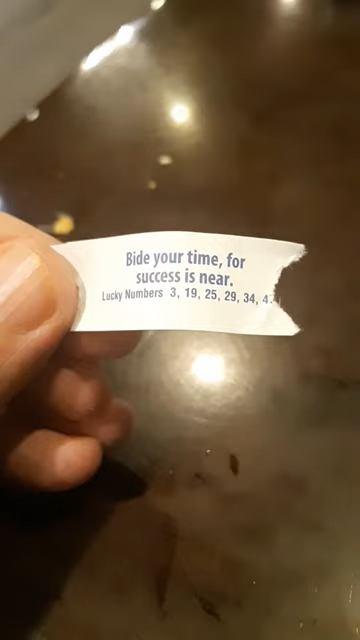 Bide your time, for
success is near.
Lucky Numbers 3, 19, 25, 29, 34,